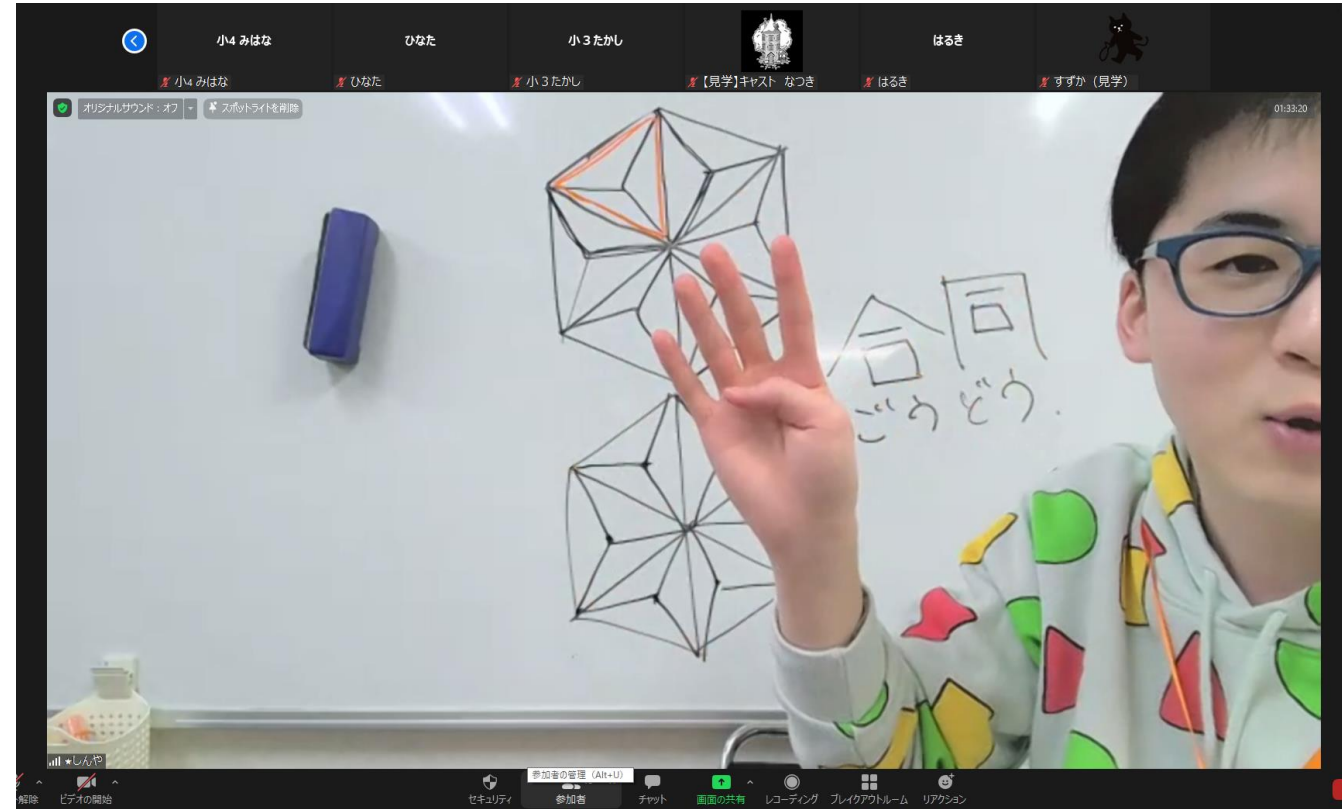 小4 みはな
ひなた
小３たかし
はるき
小4 みはな
ひなた
小３たかし
【見学】キャスト なつき
はるき
すずか（見学）
オリジナルサウンド：オフ
スポットライトを削除
01:33:20
合同
ごうどう.
★しんや
参加者の管理（Alt+U）
解除
ビデオの開始
セキュリティ
参加者
チャット
画面の共有
レコーディング
ブレイクアウトルーム
リアクション